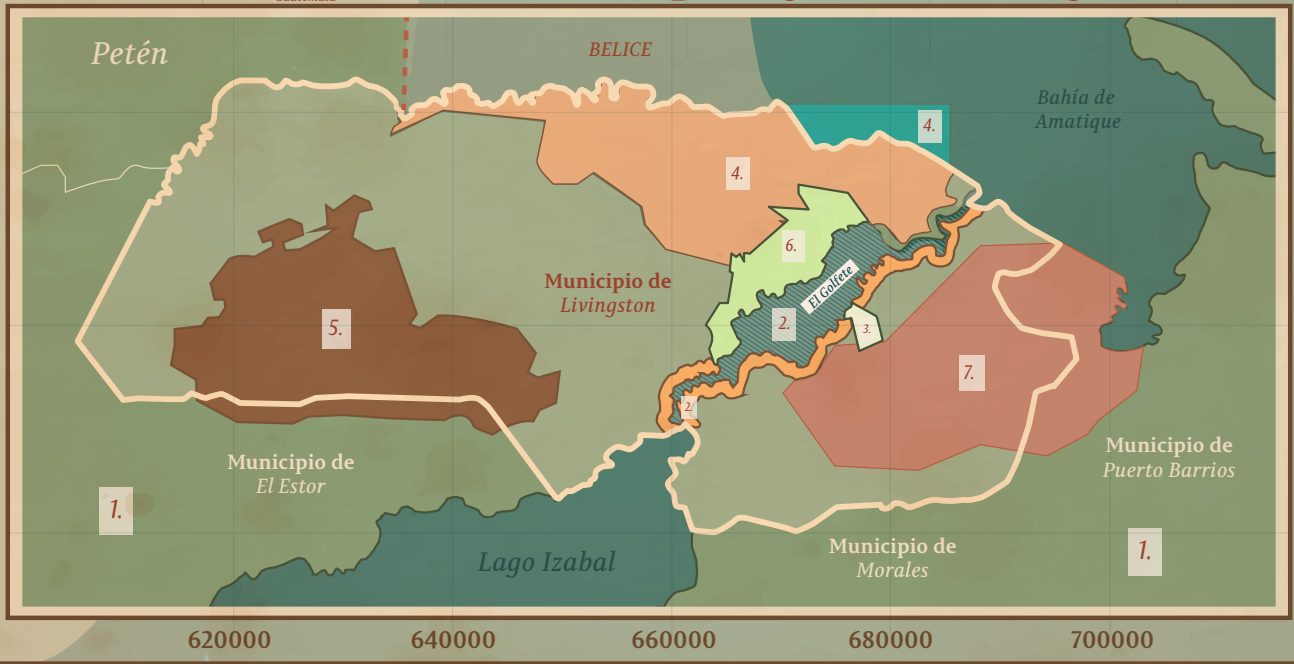 Petén
BELICE
Bahía de
Amatique
4.
4.
6.
El Golfete
Municipio de
Livingston
5.
2.
3.
7.
2.
Municipio de
El Estor
Municipio de
Puerto Barrios
1.
Lago Izabal
Municipio de
Morales
1.
620000
640000
660000
680000
700000